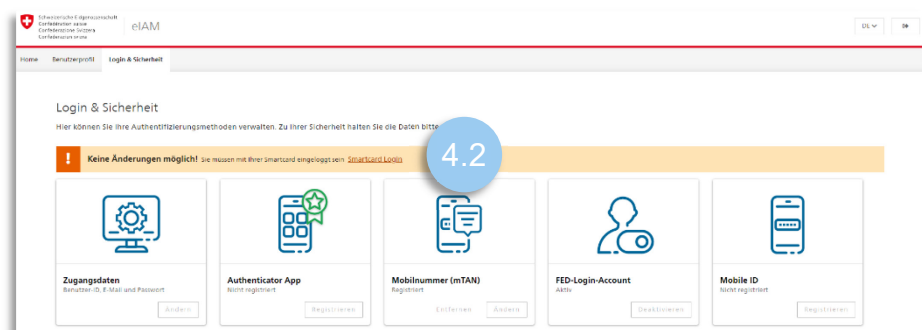 Schweizerische Eidgenossenschaft
Confédération suisse
Confederazione Svizzera
Confederaziun svizra
eIAM
DE
Home Benutzerprofil Login & Sicherheit
Login & Sicherheit
Hier können Sie Ihre Authentifizierungsmethoden verwalten. Zu Ihrer Sicherheit halten Sie die Daten bitte
! Keine Änderungen möglich! Sie müssen mit Ihrer Smartcard eingeloggt sein Smartcard Login
4.2
Zugangsdaten
Benutzer-ID, E-Mail und Passwort
Ändern
Authenticator App
Nicht registriert
Registrieren
Mobilnummer (mTAN)
Registriert
Entfernen Ändern
FED-Login-Account
Aktiv
Deaktivieren
Mobile ID
Nicht registriert
Registrieren